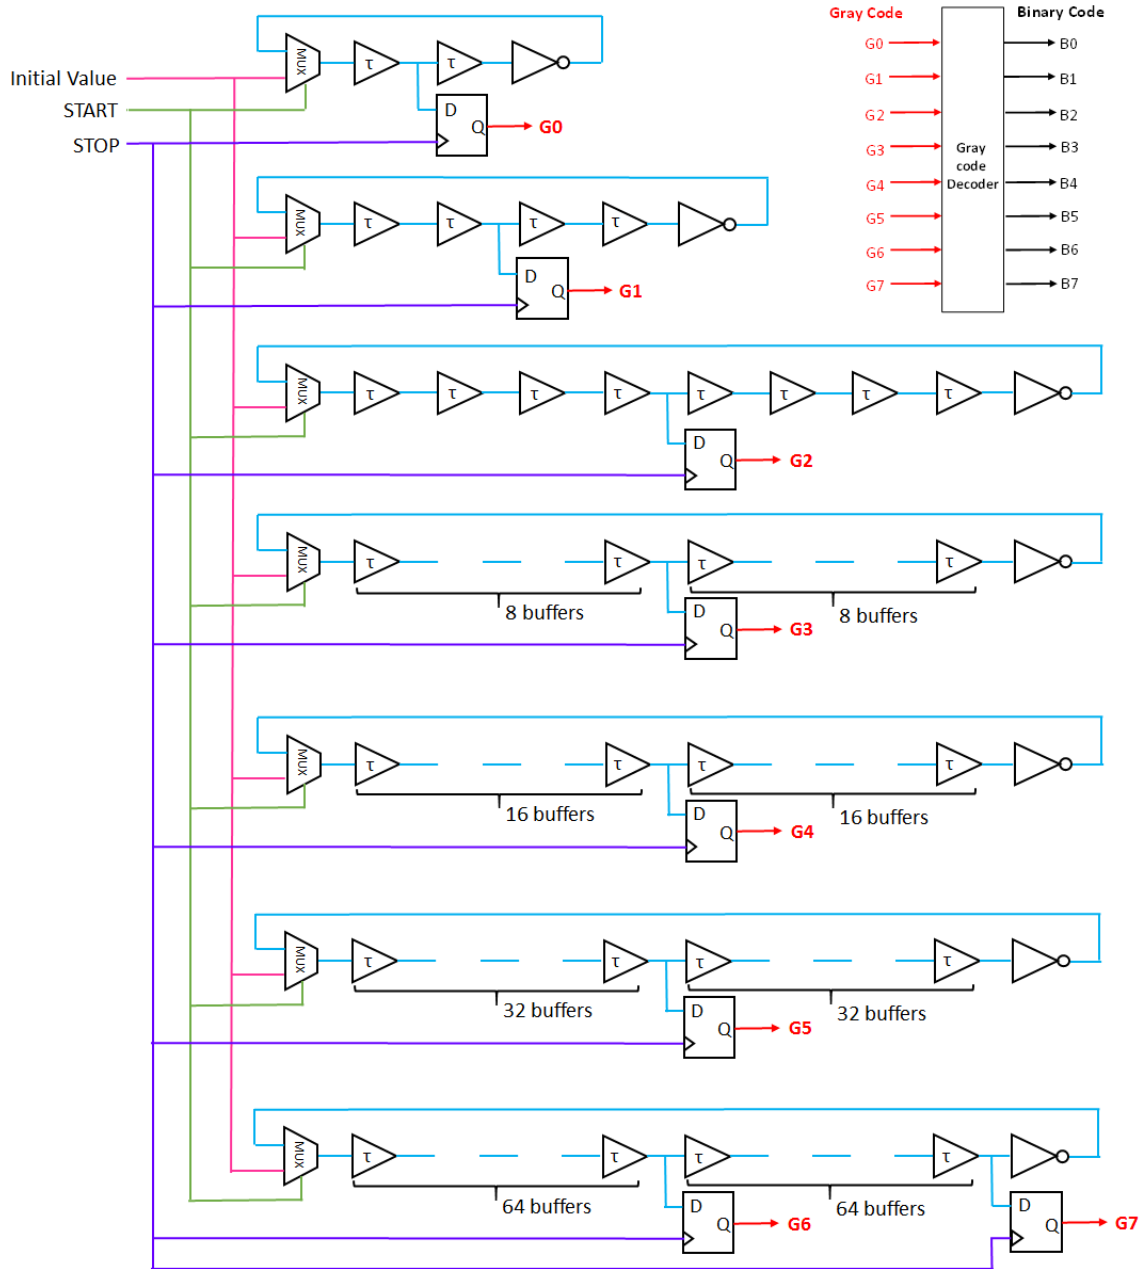 Gray Code
Binary Code
G0
G1
G2
G3
G4
G5
G6
G7
Gray
code
Decoder
B0
B1
B2
B3
B4
B5
B6
B7
Initial Value
START
STOP
MUX
τ
τ
D
Q
G0
MUX
τ
τ
τ
τ
D
Q
G1
MUX
τ
τ
τ
τ
τ
τ
τ
τ
D
Q
G2
MUX
τ
τ
τ
τ
8 buffers
8 buffers
D
Q
G3
MUX
τ
τ
τ
τ
16 buffers
16 buffers
D
Q
G4
MUX
τ
τ
τ
τ
32 buffers
32 buffers
D
Q
G5
MUX
τ
τ
τ
τ
64 buffers
64 buffers
D
Q
G6
D
Q
G7